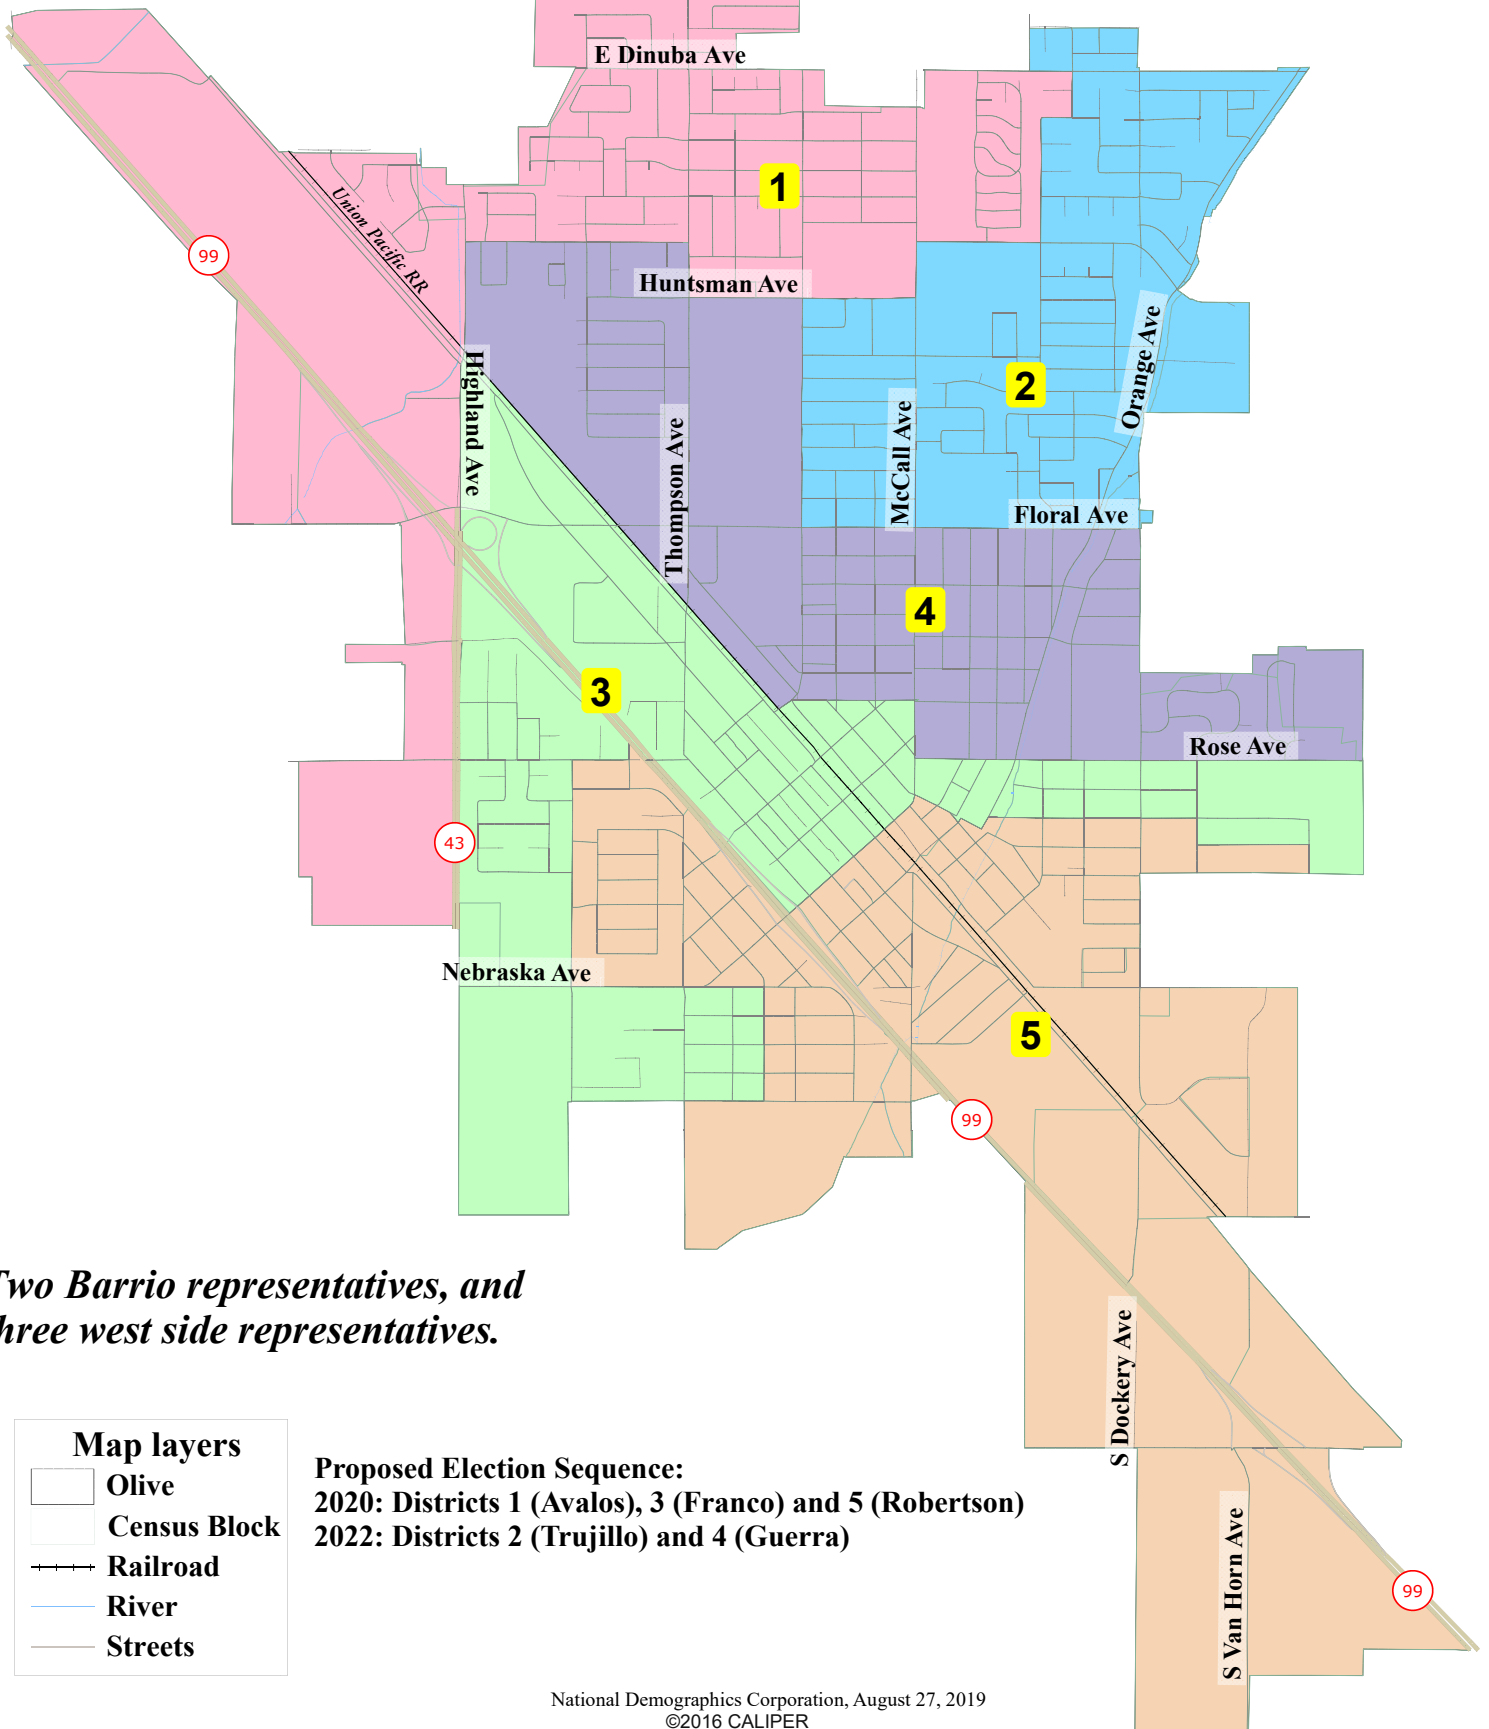 E Dinuba Ave
1
Union Pacific RR
99
Huntsman Ave
Orange Ave
Highland Ave
2
McCall Ave
Thompson Ave
Floral Ave
4
3
Rose Ave
43
Nebraska Ave
5
99
Two Barrio representatives, and
hree west side representatives.
S Dockery Ave
Map layers
Olive
Census Block
Railroad
River
Streets
Proposed Election Sequence:
2020: Districts 1 (Avalos), 3 (Franco) and 5 (Robertson)
2022: Districts 2 (Trujillo) and 4 (Guerra)
S Van Horn Ave
99
National Demographics Corporation, August 27, 2019
©2016 CALIPER